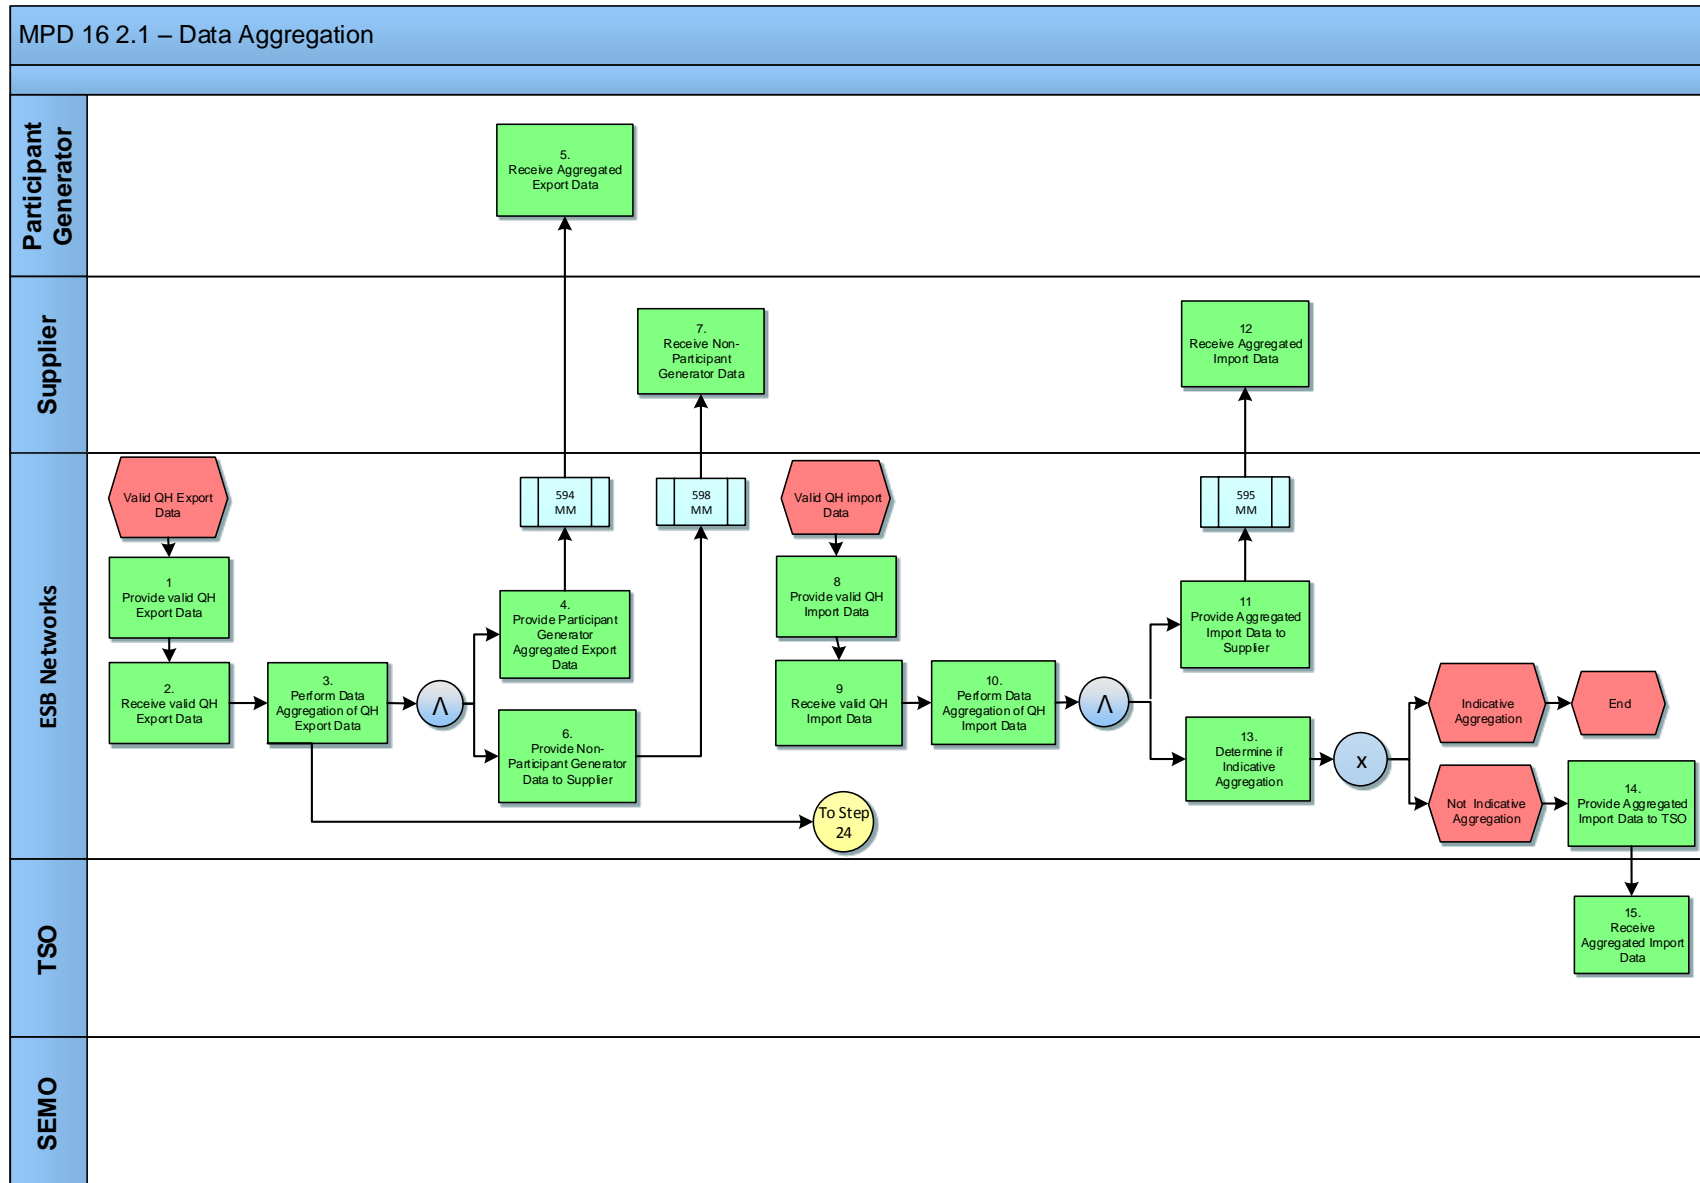 MPD 16 2.1 – Data Aggregation
Participant
Generator
5.
Receive Aggregated
Export Data
Supplier
7.
Receive Non-
Participant
Generator Data
12
Receive Aggregated
Import Data
ESB Networks
Valid QH Export
Data
594
MM
598
MM
Valid QH import
Data
595
MM
1
Provide valid QH
Export Data
2.
Receive valid QH
Export Data
3.
Perform Data
Aggregation of QH
Export Data
Λ
4.
Provide Participant
Generator
Aggregated Export
Data
6.
Provide Non-
Participant Generator
Data to Supplier
To Step
24
8
Provide valid QH
Import Data
9
Receive valid QH
Import Data
10.
Perform Data
Aggregation of QH
Import Data
Λ
11
Provide Aggregated
Import Data to
Supplier
13.
Determine if
Indicative
Aggregation
x
Indicative
Aggregation
End
Not Indicative
Aggregation
14.
Provide Aggregated
Import Data to TSO
TSO
15.
Receive
Aggregated Import
Data
SEMO